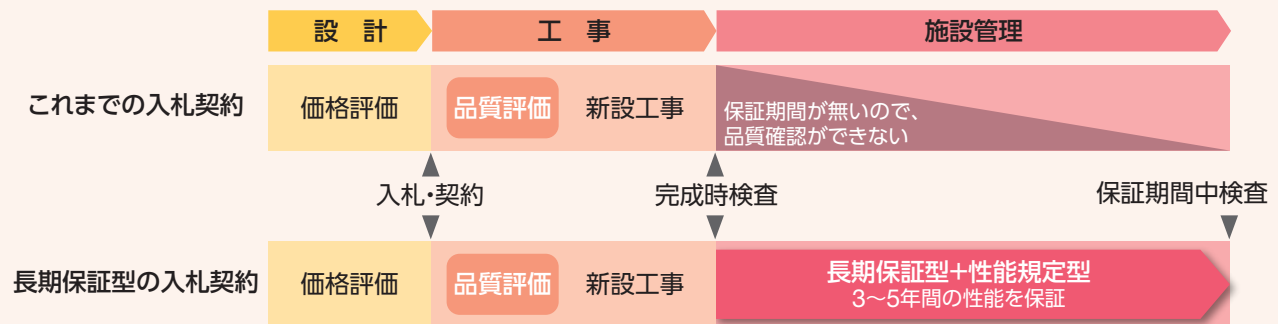 設 計
工 事
施設管理
これまでの入札契約
価格評価
品質評価
新設工事
保証期間が無いので、
品質確認ができない
入札・契約
完成時検査
保証期間中検査
長期保証型の入札契約
価格評価
品質評価
新設工事
長期保証型+性能規定型
3〜5年間の性能を保証